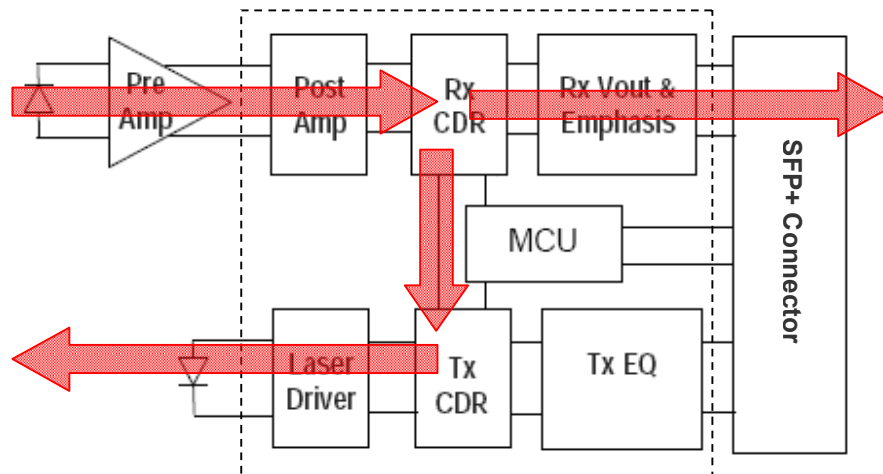 Pre
Amp
Post
Amp
Rx
CDR
Rx Vout &
Emphasis
SFP+ Connector
MCU
Laser
Driver
Tx
CDR
Tx EQ